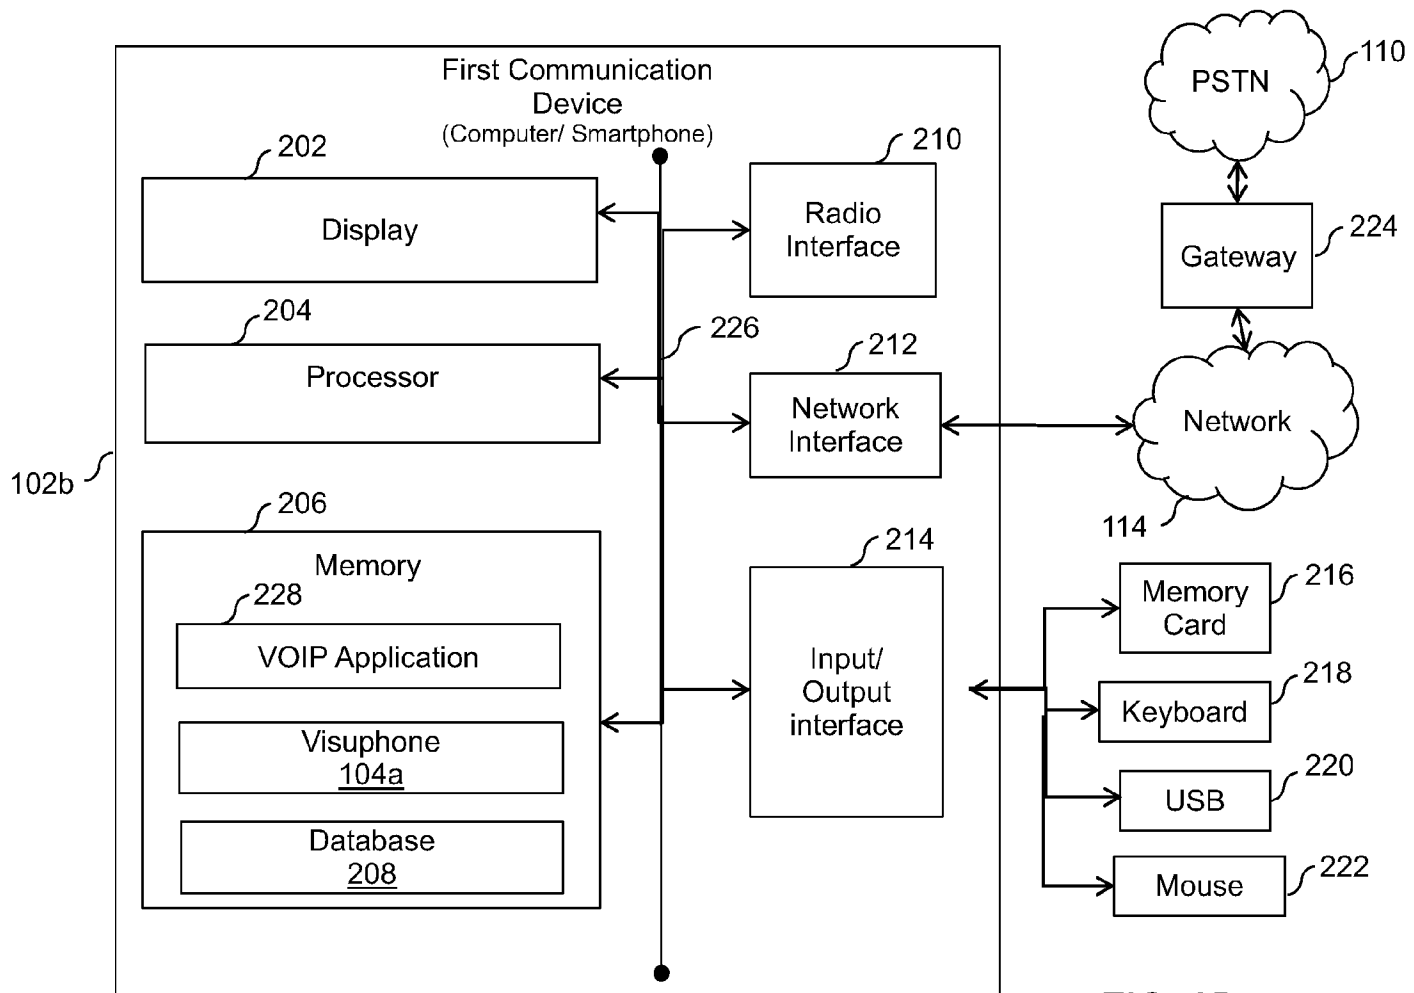 First Communication
Device
(Computer/ Smartphone)
202
Display
204
Processor
206
Memory
228
VOIP Application
Visuphone
104a
Database
208
102b
226
210
Radio
Interface
212
Network
Interface
214
Input/
Output
interface
PSTN
110
Gateway
224
Network
114
Memory
Card
216
Keyboard
218
USB
220
Mouse
222